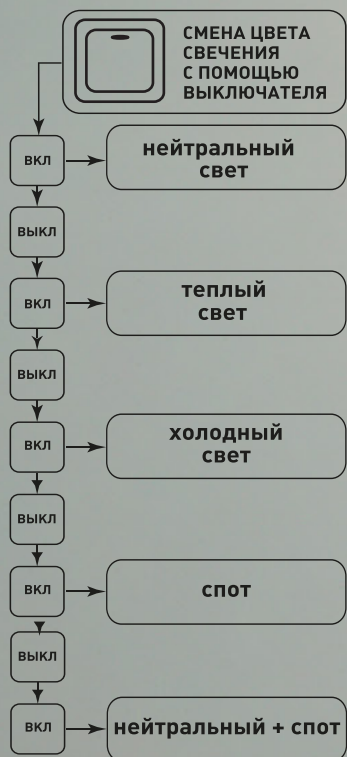 СМЕНА ЦВЕТА
СВЕЧЕНИЯ
С ПОМОЩЬЮ
ВЫКЛЮЧАТЕЛЯ
ВКЛ
нейтральный
свет
ВЫКЛ
ВКЛ
теплый
свет
ВЫКЛ
ВКЛ
холодный
свет
ВЫКЛ
ВКЛ
спот
ВЫКЛ
ВКЛ
нейтральный + спот